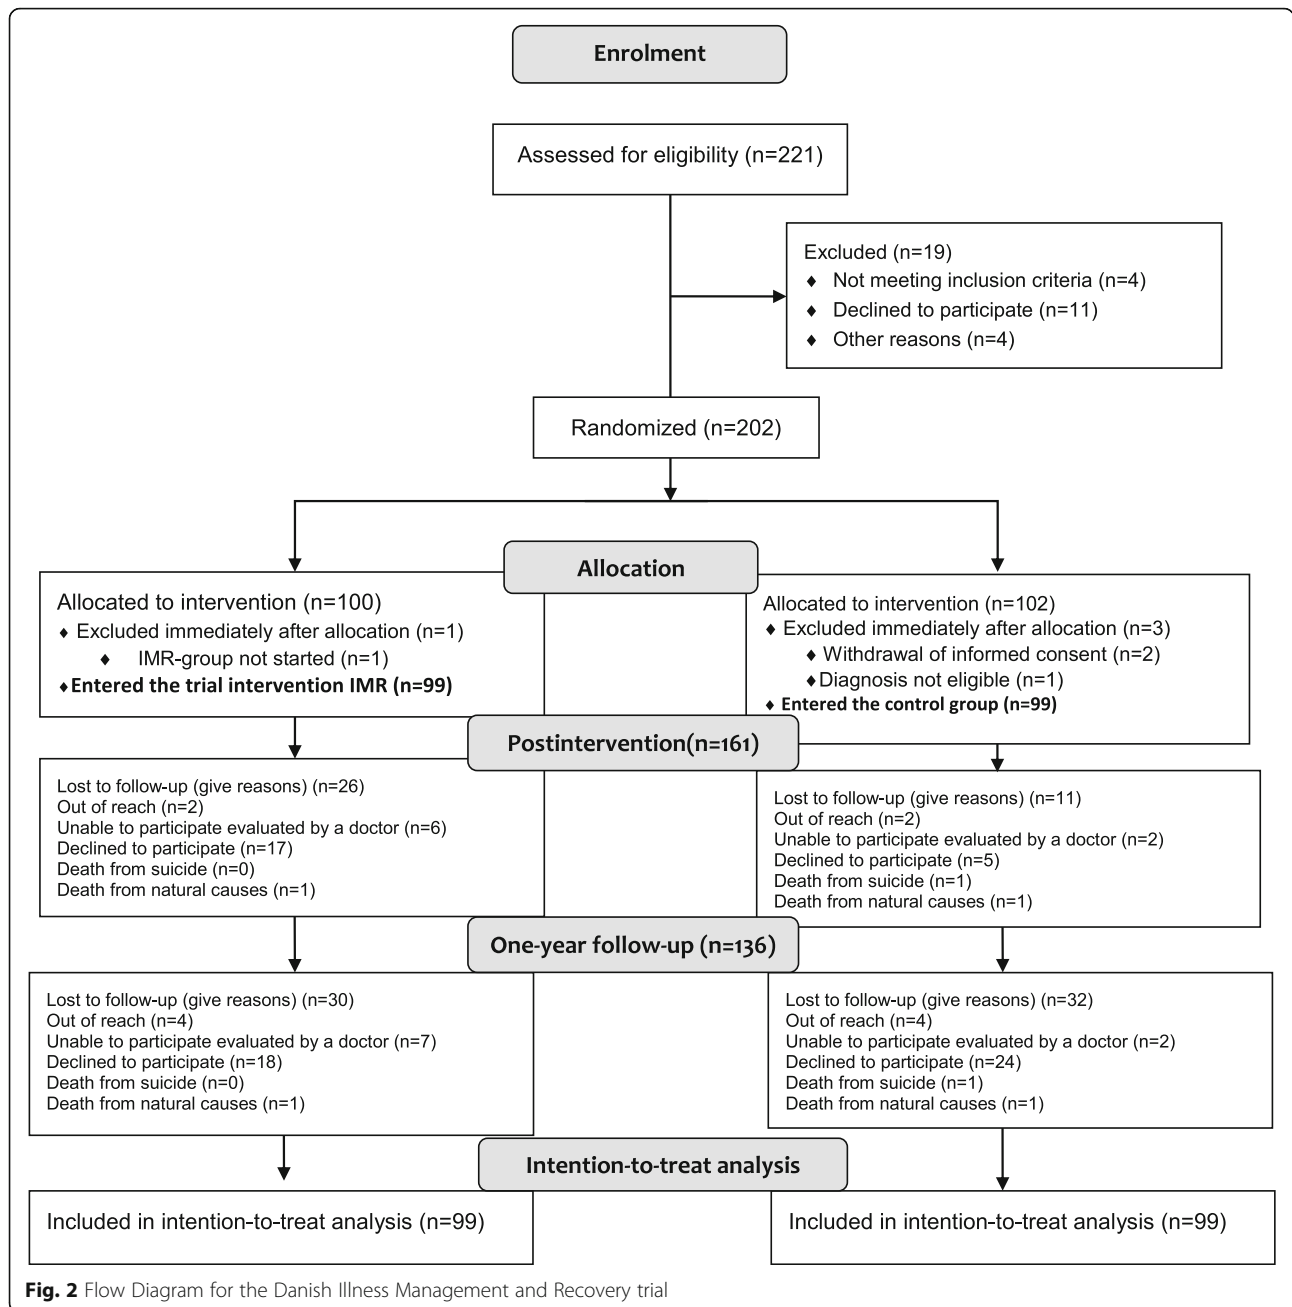 Enrolment
Assessed for eligibility (n=221)
Excluded (n=19)
♦ Not meeting inclusion criteria (n=4)
♦ Declined to participate (n=11)
♦ Other reasons (n=4)
Randomized (n=202)
Allocation
Allocated to intervention (n=100)
♦ Excluded immediately after allocation (n=1)
♦ IMR-group not started (n=1)
♦Entered the trial intervention IMR (n=99)
Allocated to intervention (n=102)
♦ Excluded immediately after allocation (n=3)
♦ Withdrawal of informed consent (n=2)
♦Diagnosis not eligible (n=1)
♦ Entered the control group (n=99)
Postintervention(n=161)
Lost to follow-up (give reasons) (n=26)
Out of reach (n=2)
Unable to participate evaluated by a doctor (n=6)
Declined to participate (n=17)
Death from suicide (n=0)
Death from natural causes (n=1)
Lost to follow-up (give reasons) (n=11)
Out of reach (n=2)
Unable to participate evaluated by a doctor (n=2)
Declined to participate (n=5)
Death from suicide (n=1)
Death from natural causes (n=1)
One-year follow-up (n=136)
Lost to follow-up (give reasons) (n=30)
Out of reach (n=4)
Unable to participate evaluated by a doctor (n=7)
Declined to participate (n=18)
Death from suicide (n=0)
Death from natural causes (n=1)
Lost to follow-up (give reasons) (n=32)
Out of reach (n=4)
Unable to participate evaluated by a doctor (n=2)
Declined to participate (n=24)
Death from suicide (n=1)
Death from natural causes (n=1)
Intention-to-treat analysis
Included in intention-to-treat analysis (n=99)
Included in intention-to-treat analysis (n=99)
Fig. 2 Flow Diagram for the Danish Illness Management and Recovery trial